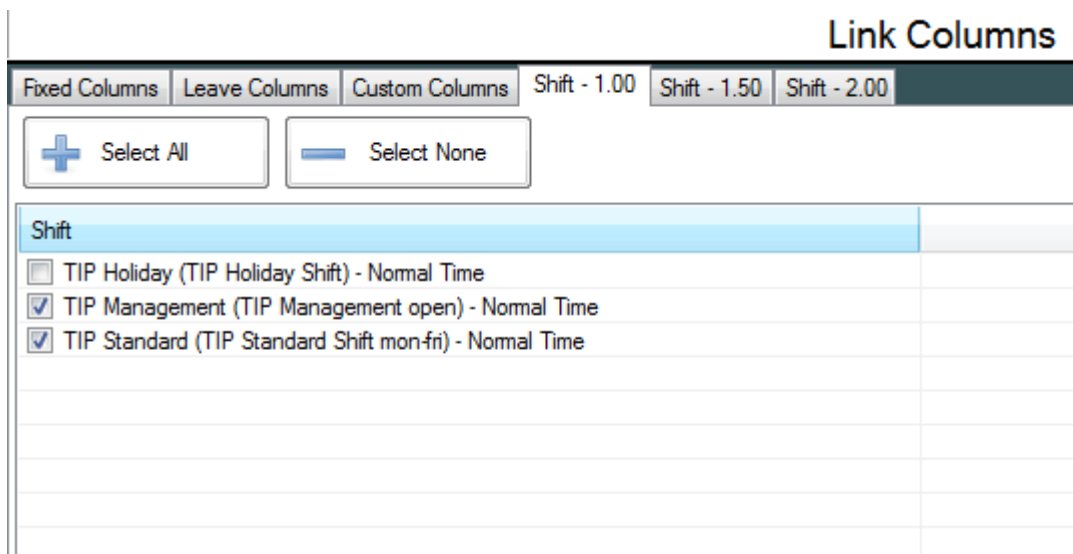 Link Columns
Fixed Columns Leave Columns Custom Columns Shift - 1.00 Shift - 1.50 Shift - 2.00
Select All Select None
Shift
TIP Holiday (TIP Holiday Shift) - Normal Time
TIP Management (TIP Management open) - Normal Time
TIP Standard (TIP Standard Shift mon-fri) - Normal Time